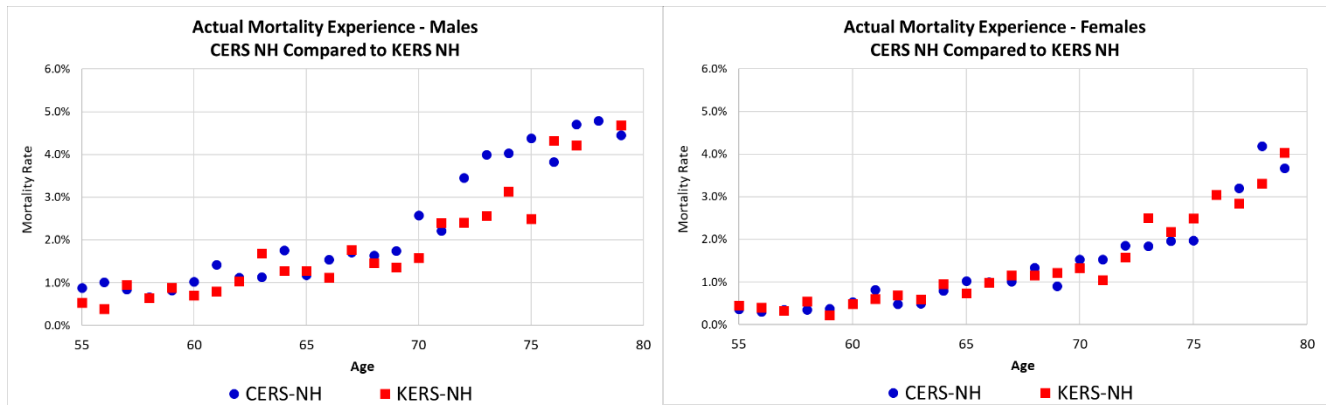 Actual Mortality Experience - Males
CERS NH Compared to KERS NH
6.0%
5.0%
4.0%
3.0%
2.0%
1.0%
0.0%
Mortality Rate
55 60 65 70 75 80
Age
CERS-NH KERS-NH
Actual Mortality Experience - Females
CERS NH Compared to KERS NH
6.0%
5.0%
4.0%
3.0%
2.0%
1.0%
0.0%
Mortality Rate
55 60 65 70 75 80
Age
CERS-NH KERS-NH